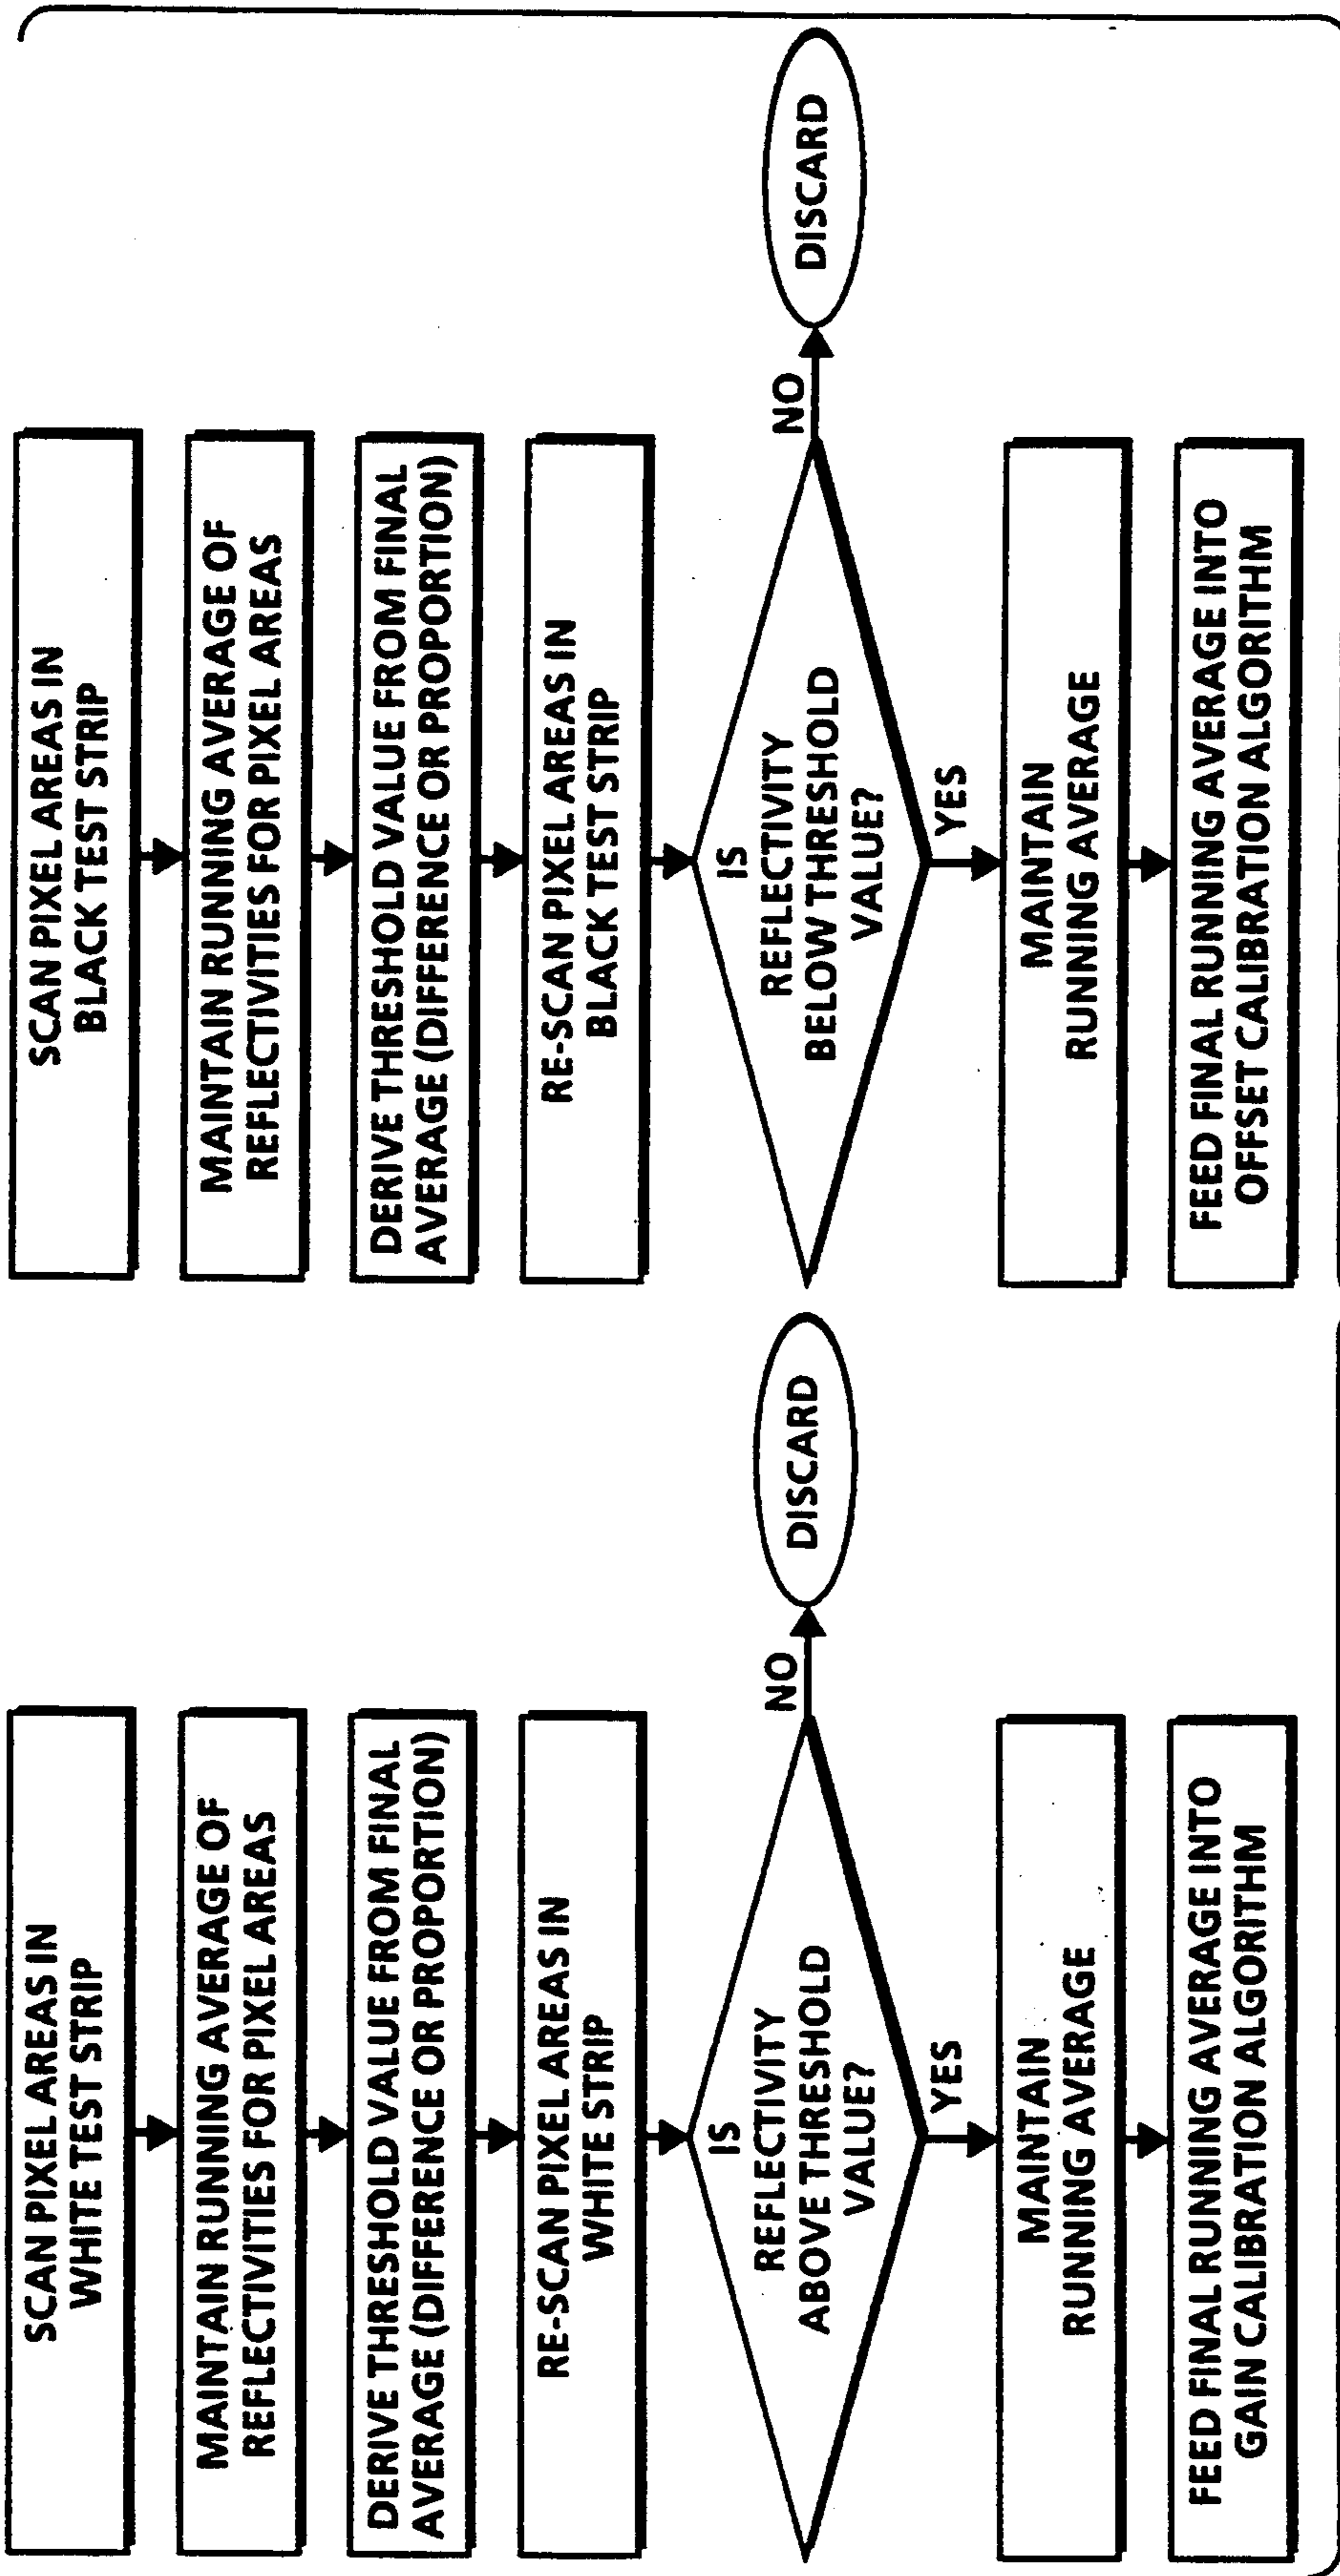 SCAN PIXEL AREAS IN
WHITE TEST STRIP
MAINTAIN RUNNING AVERAGE OF
REFLECTIVITIES FOR PIXEL AREAS
DERIVE THRESHOLD VALUE FROM FINAL
AVERAGE (DIFFERENCE OR PROPORTION)
RE-SCAN PIXEL AREAS IN
WHITE STRIP
IS
REFLECTIVITY
ABOVE THRESHOLD
VALUE?
NO
DISCARD
YES
MAINTAIN
RUNNING AVERAGE
FEED FINAL RUNNING AVERAGE INTO
GAIN CALIBRATION ALGORITHM
SCAN PIXEL AREAS IN
BLACK TEST STRIP
MAINTAIN RUNNING AVERAGE OF
REFLECTIVITIES FOR PIXEL AREAS
DERIVE THRESHOLD VALUE FROM FINAL
AVERAGE (DIFFERENCE OR PROPORTION)
RE-SCAN PIXEL AREAS IN
BLACK TEST STRIP
IS
REFLECTIVITY
BELOW THRESHOLD
VALUE?
NO
DISCARD
YES
MAINTAIN
RUNNING AVERAGE
FEED FINAL RUNNING AVERAGE INTO
OFFSET CALIBRATION ALGORITHM